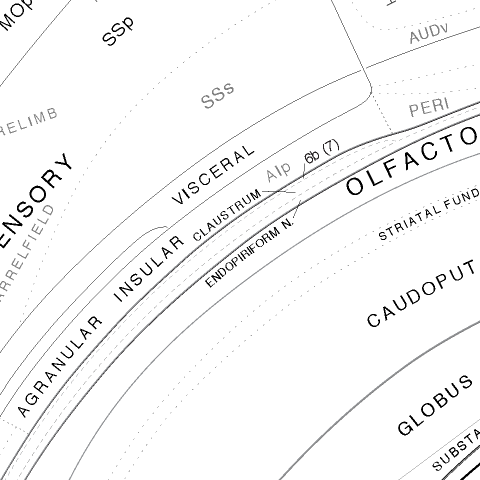 MOp
SSp
AUDv
SSs
PERI
RELIMB
VISCERAL
AIp
6b (7)
OLFACTO
ENSORY
CLAUSTRUM
STRIATAL FUND
ARRELFIELD
AGRANULAR INSULAR
ENDOPIRIFORM N.
CAUDOPUT
GLOBUS
SUBSTA